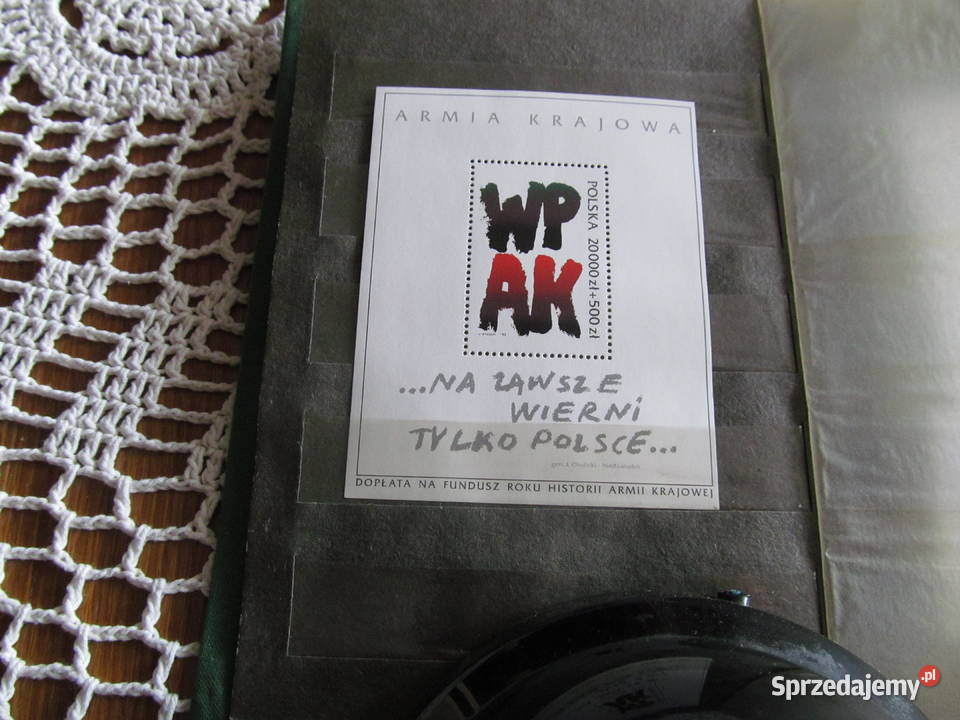 ARMIA KRAJOWA
WP
AK
POLSKA 20000 zł + 500 zł
...NA ZAWSZE
WIERNI
TYLKO POLSCE...
DOPŁATA NA FUNDUSZ ROKU HISTORII ARMII KRAJOWEJ
Sprzedajemy.pl